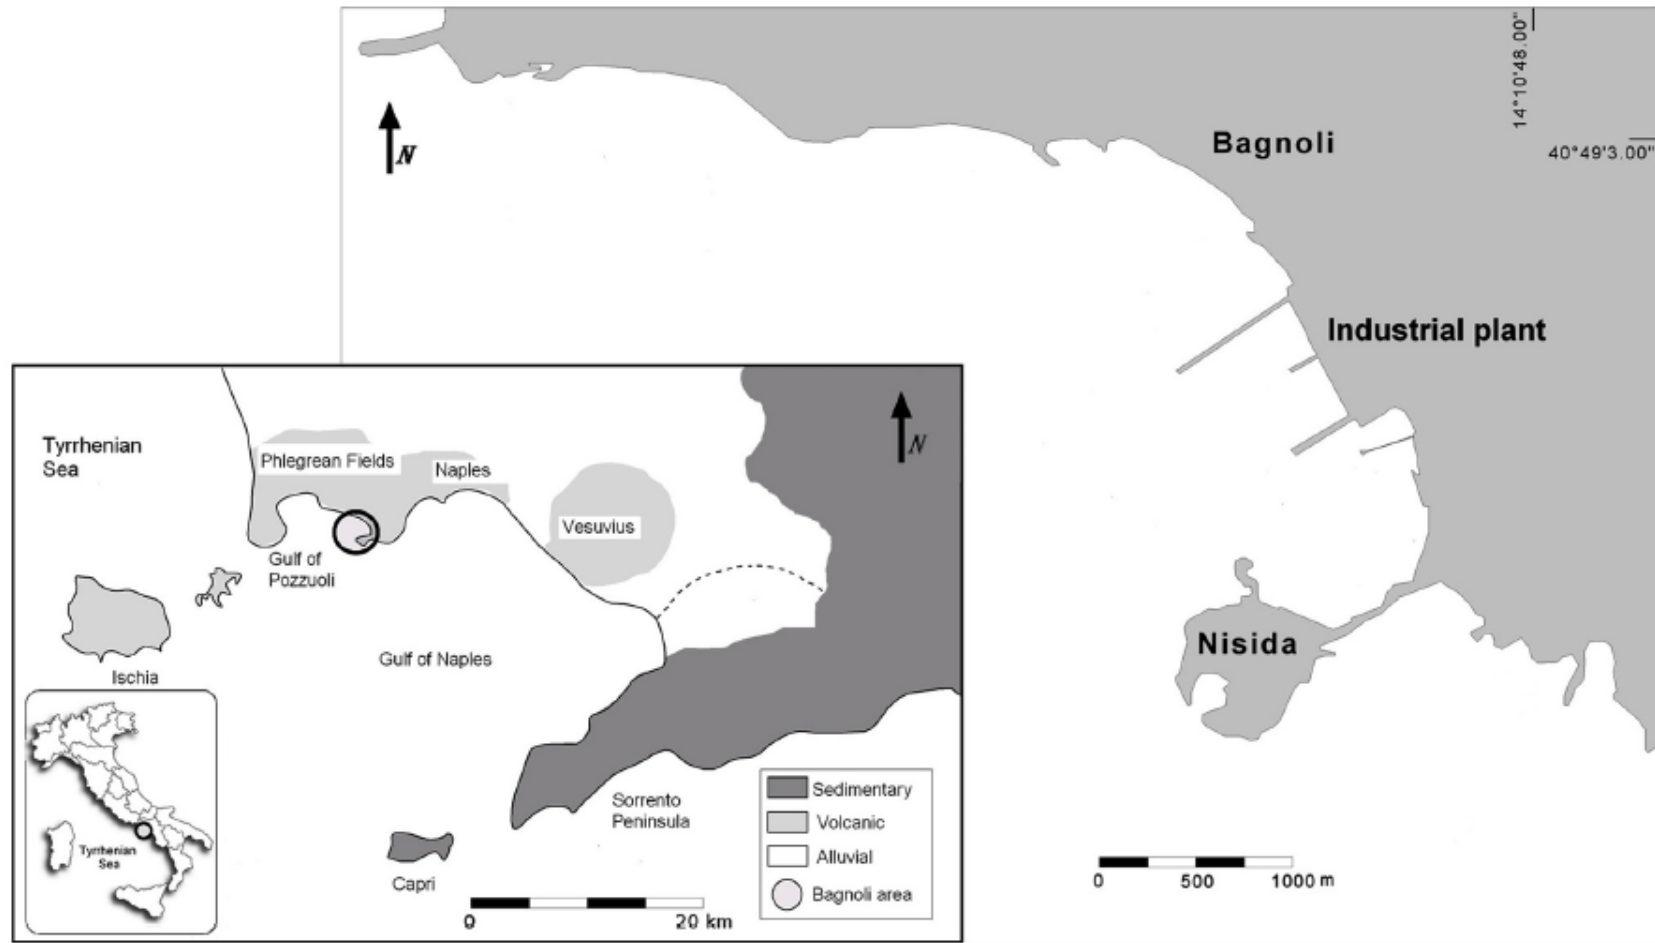 14°10'48.00"
40°49'3.00"
N
Bagnoli
Industrial plant
Nisida
0 500 1000 m
Tyrrhenian
Sea
Phlegrean Fields
Naples
Vesuvius
N
Gulf of
Pozzuoli
Ischia
Gulf of Naples
Sorrento
Peninsula
Capri
0 20 km
Sedimentary
Volcanic
Alluvial
Bagnoli area
Tyrrhenian
Sea